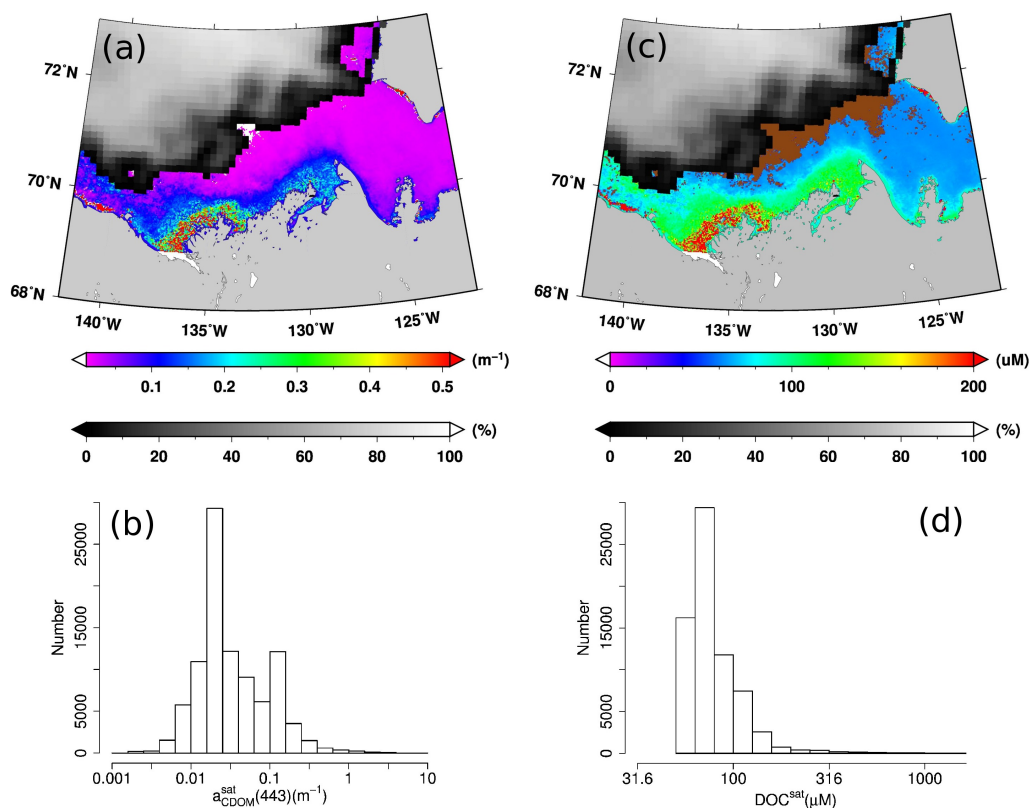 (a)
72°N
70°N
68°N
140°W 135°W 130°W 125°W
0.1 0.2 0.3 0.4 0.5 (m⁻¹)
0 20 40 60 80 100 (%)
(c)
72°N
70°N
68°N
140°W 135°W 130°W 125°W
0 100 200 (uM)
0 20 40 60 80 100 (%)
(b)
Number
0 5000 15000 25000
0.001 0.01 0.1 1 10
a_CDOM^sat(443)(m⁻¹)
(d)
Number
0 5000 15000 25000
31.6 100 316 1000
DOC^sat(μM)